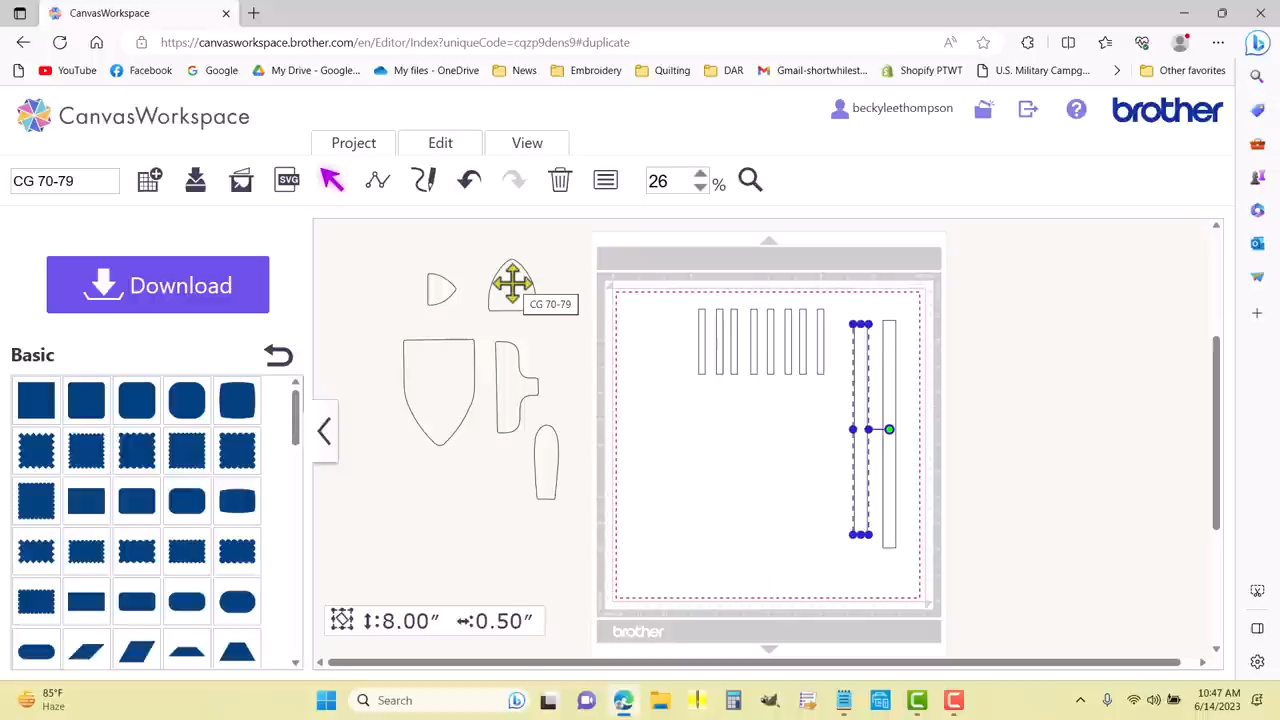 CanvasWorkspace
https://canvasworkspace.brother.com/en/Editor/Index?uniqueCode=cqzp9dens9#duplicate
YouTube
Facebook
Google
My Drive - Google...
My files - OneDrive
News
Embroidery
Quilting
DAR
Gmail-shortwhilest...
Shopify PTWT
U.S. Military Campg...
Other favorites
CanvasWorkspace
beckyleethompson
brother
Project
Edit
View
CG 70-79
SVG
26
%
Download
CG 70-79
Basic
8.00"
0.50"
brother
85°F
Haze
Search
10:47 AM
6/14/2023